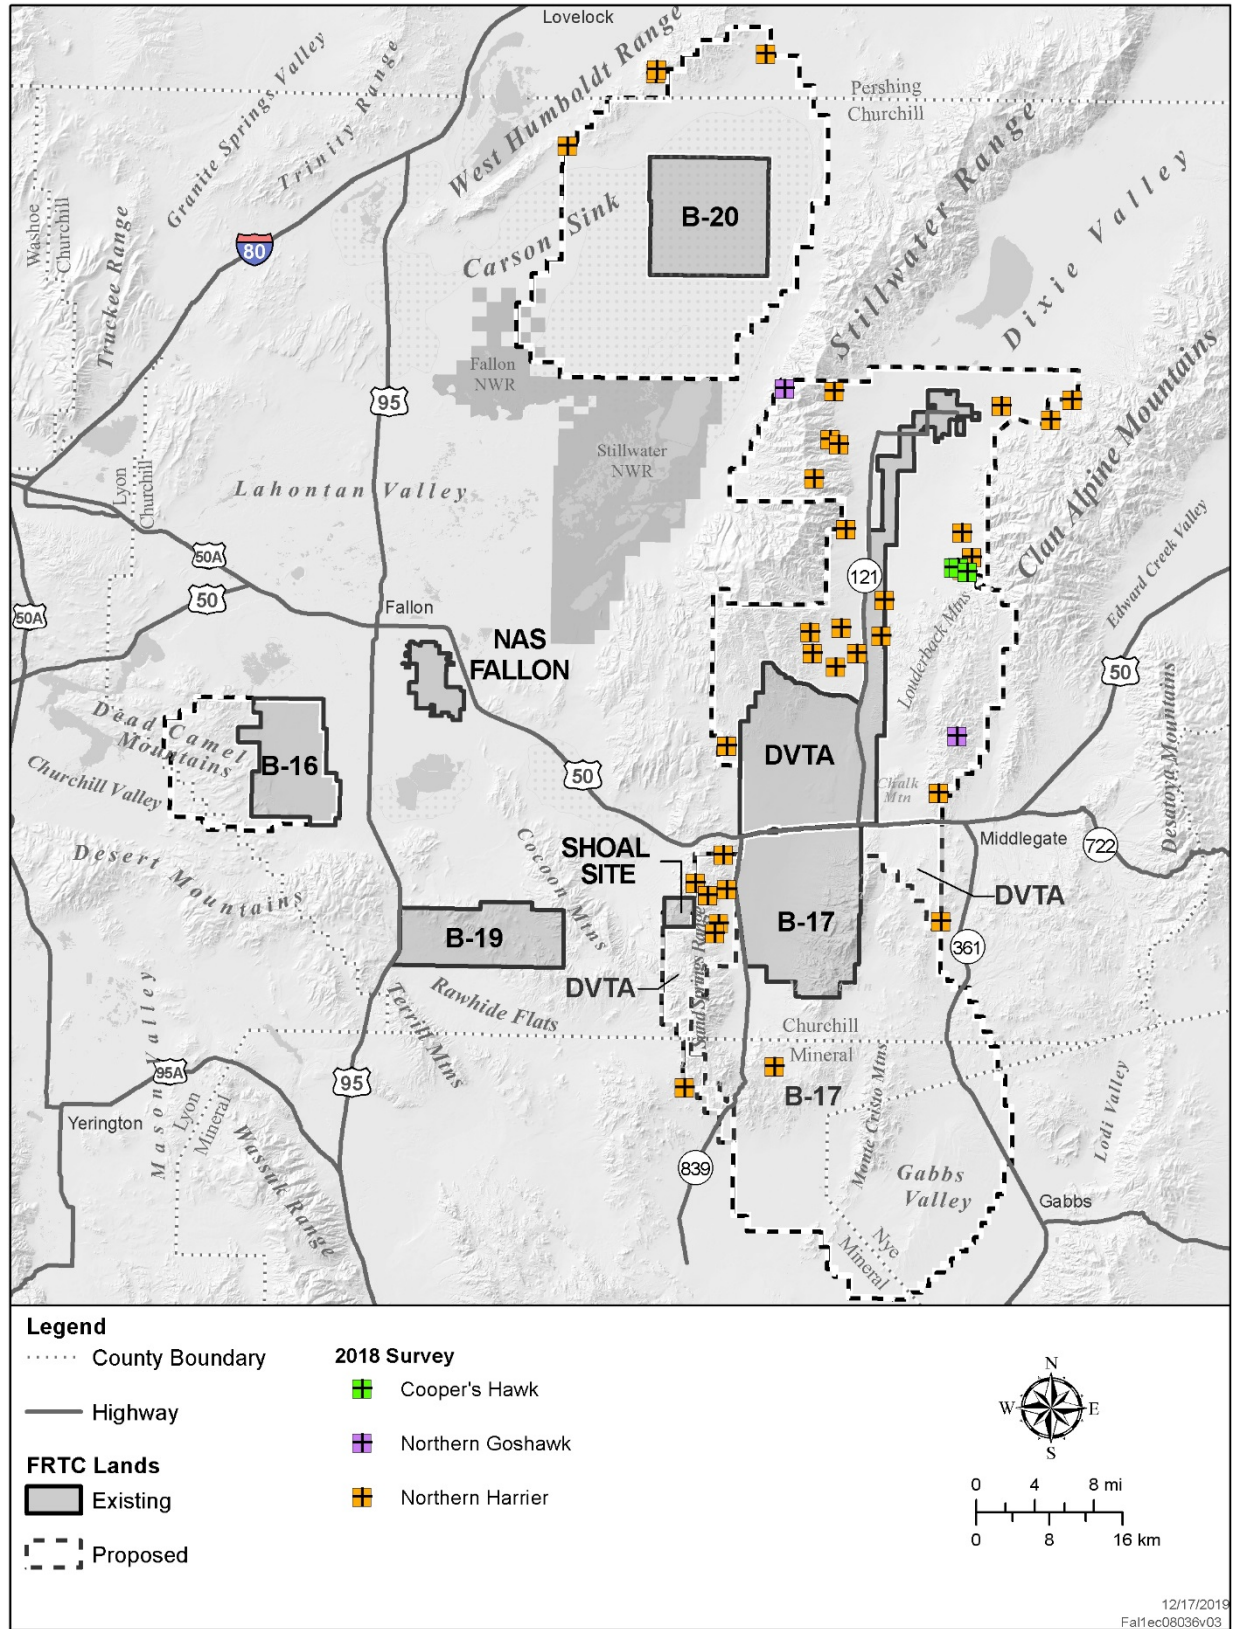 Lovelock
West Humboldt Range
Granite Springs Valley
Trinity Range
Pershing
Churchill
Washoe
Churchill
Truckee Range
80
Carson Sink
B-20
Stillwater Range
Dixie Valley
Fallon
NWR
95
Stillwater
NWR
Lahontan Valley
Lyon
Churchill
Clan Alpine Mountains
Edward Creek Valley
50A
50
50A
121
Fallon
NAS
FALLON
Louderback Mtns
50
Desatoya Mountains
Dead Camel
Mountains
B-16
Churchill Valley
DVTA
50
Chalk
Mtn
Middlegate
722
Desert Mountains
Cocoon Mtns
SHOAL
SITE
DVTA
B-17
B-19
361
DVTA
Sand Springs Range
Rawhide Flats
Terrill Mtns
Mason Valley
Churchill
Mineral
B-17
Monte Cristo Mtns
Lodi Valley
95A
95
Yerington
Lyon
Mineral
Wassuk Range
839
Gabbs
Valley
Gabbs
Nye
Mineral
Legend
County Boundary
Highway
FRTC Lands
Existing
Proposed
2018 Survey
Cooper's Hawk
Northern Goshawk
Northern Harrier
N
W E
S
0 4 8 mi
0 8 16 km
12/17/2019
Fal1ec08036v03